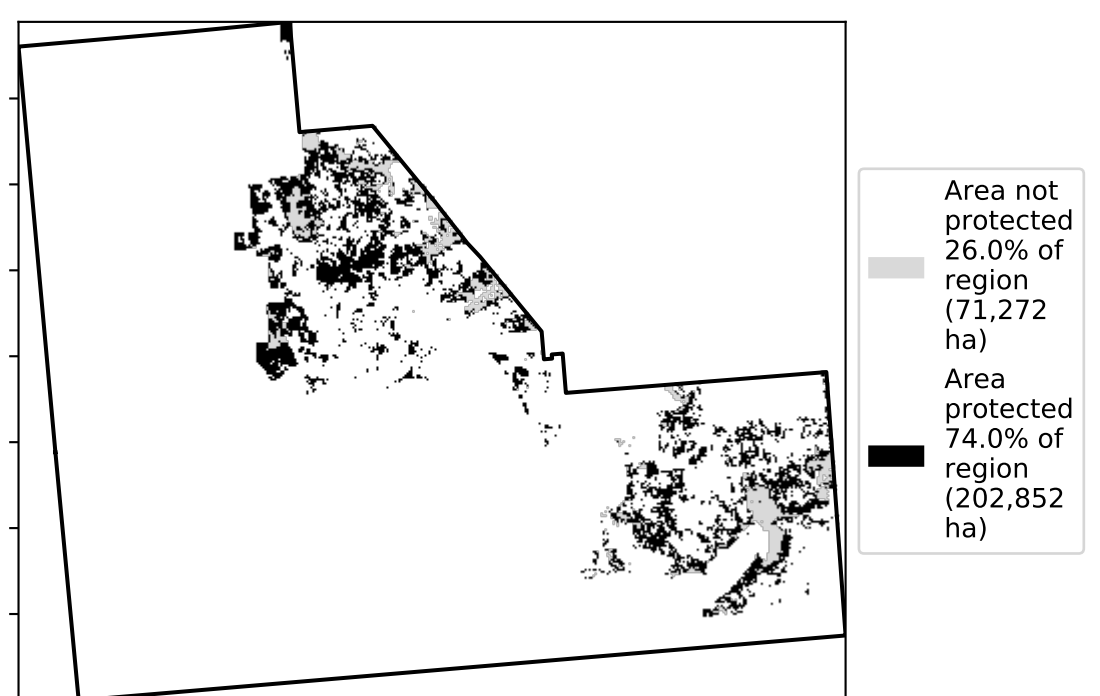 Area not
protected
26.0% of
region
(71,272
ha)
Area
protected
74.0% of
region
(202,852
ha)